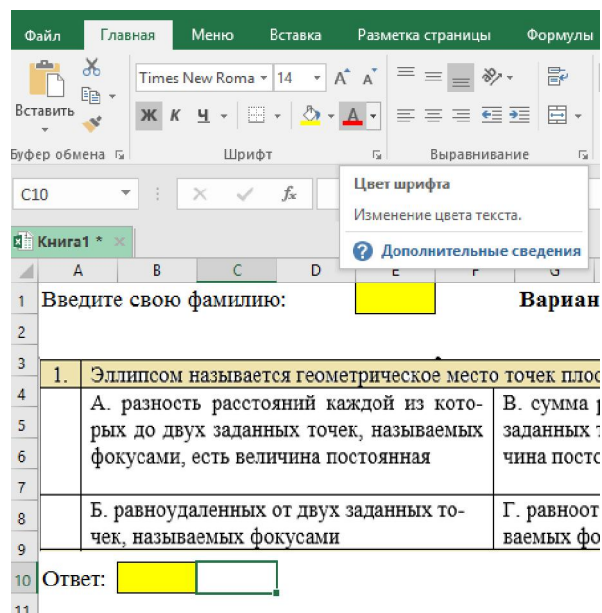 Файл Главная Меню Вставка Разметка страницы Формулы
Вставить
Times New Roma 14 А А
Ж К Ч А
Буфер обмена Шрифт Выравнивание
C10 fx
Цвет шрифта
Изменение цвета текста.
? Дополнительные сведения
Книга1 *
A B C D E F G
1 Введите свою фамилию: Вариан
2
3
1. Эллипсом называется геометрическое место точек плос
4
А. разность расстояний каждой из кото- В. сумма р
5
рых до двух заданных точек, называемых заданных т
6
фокусами, есть величина постоянная чина посто
7
8
Б. равноудаленных от двух заданных то- Г. равноот
9
чек, называемых фокусами ваемых фо
10 Ответ:
11